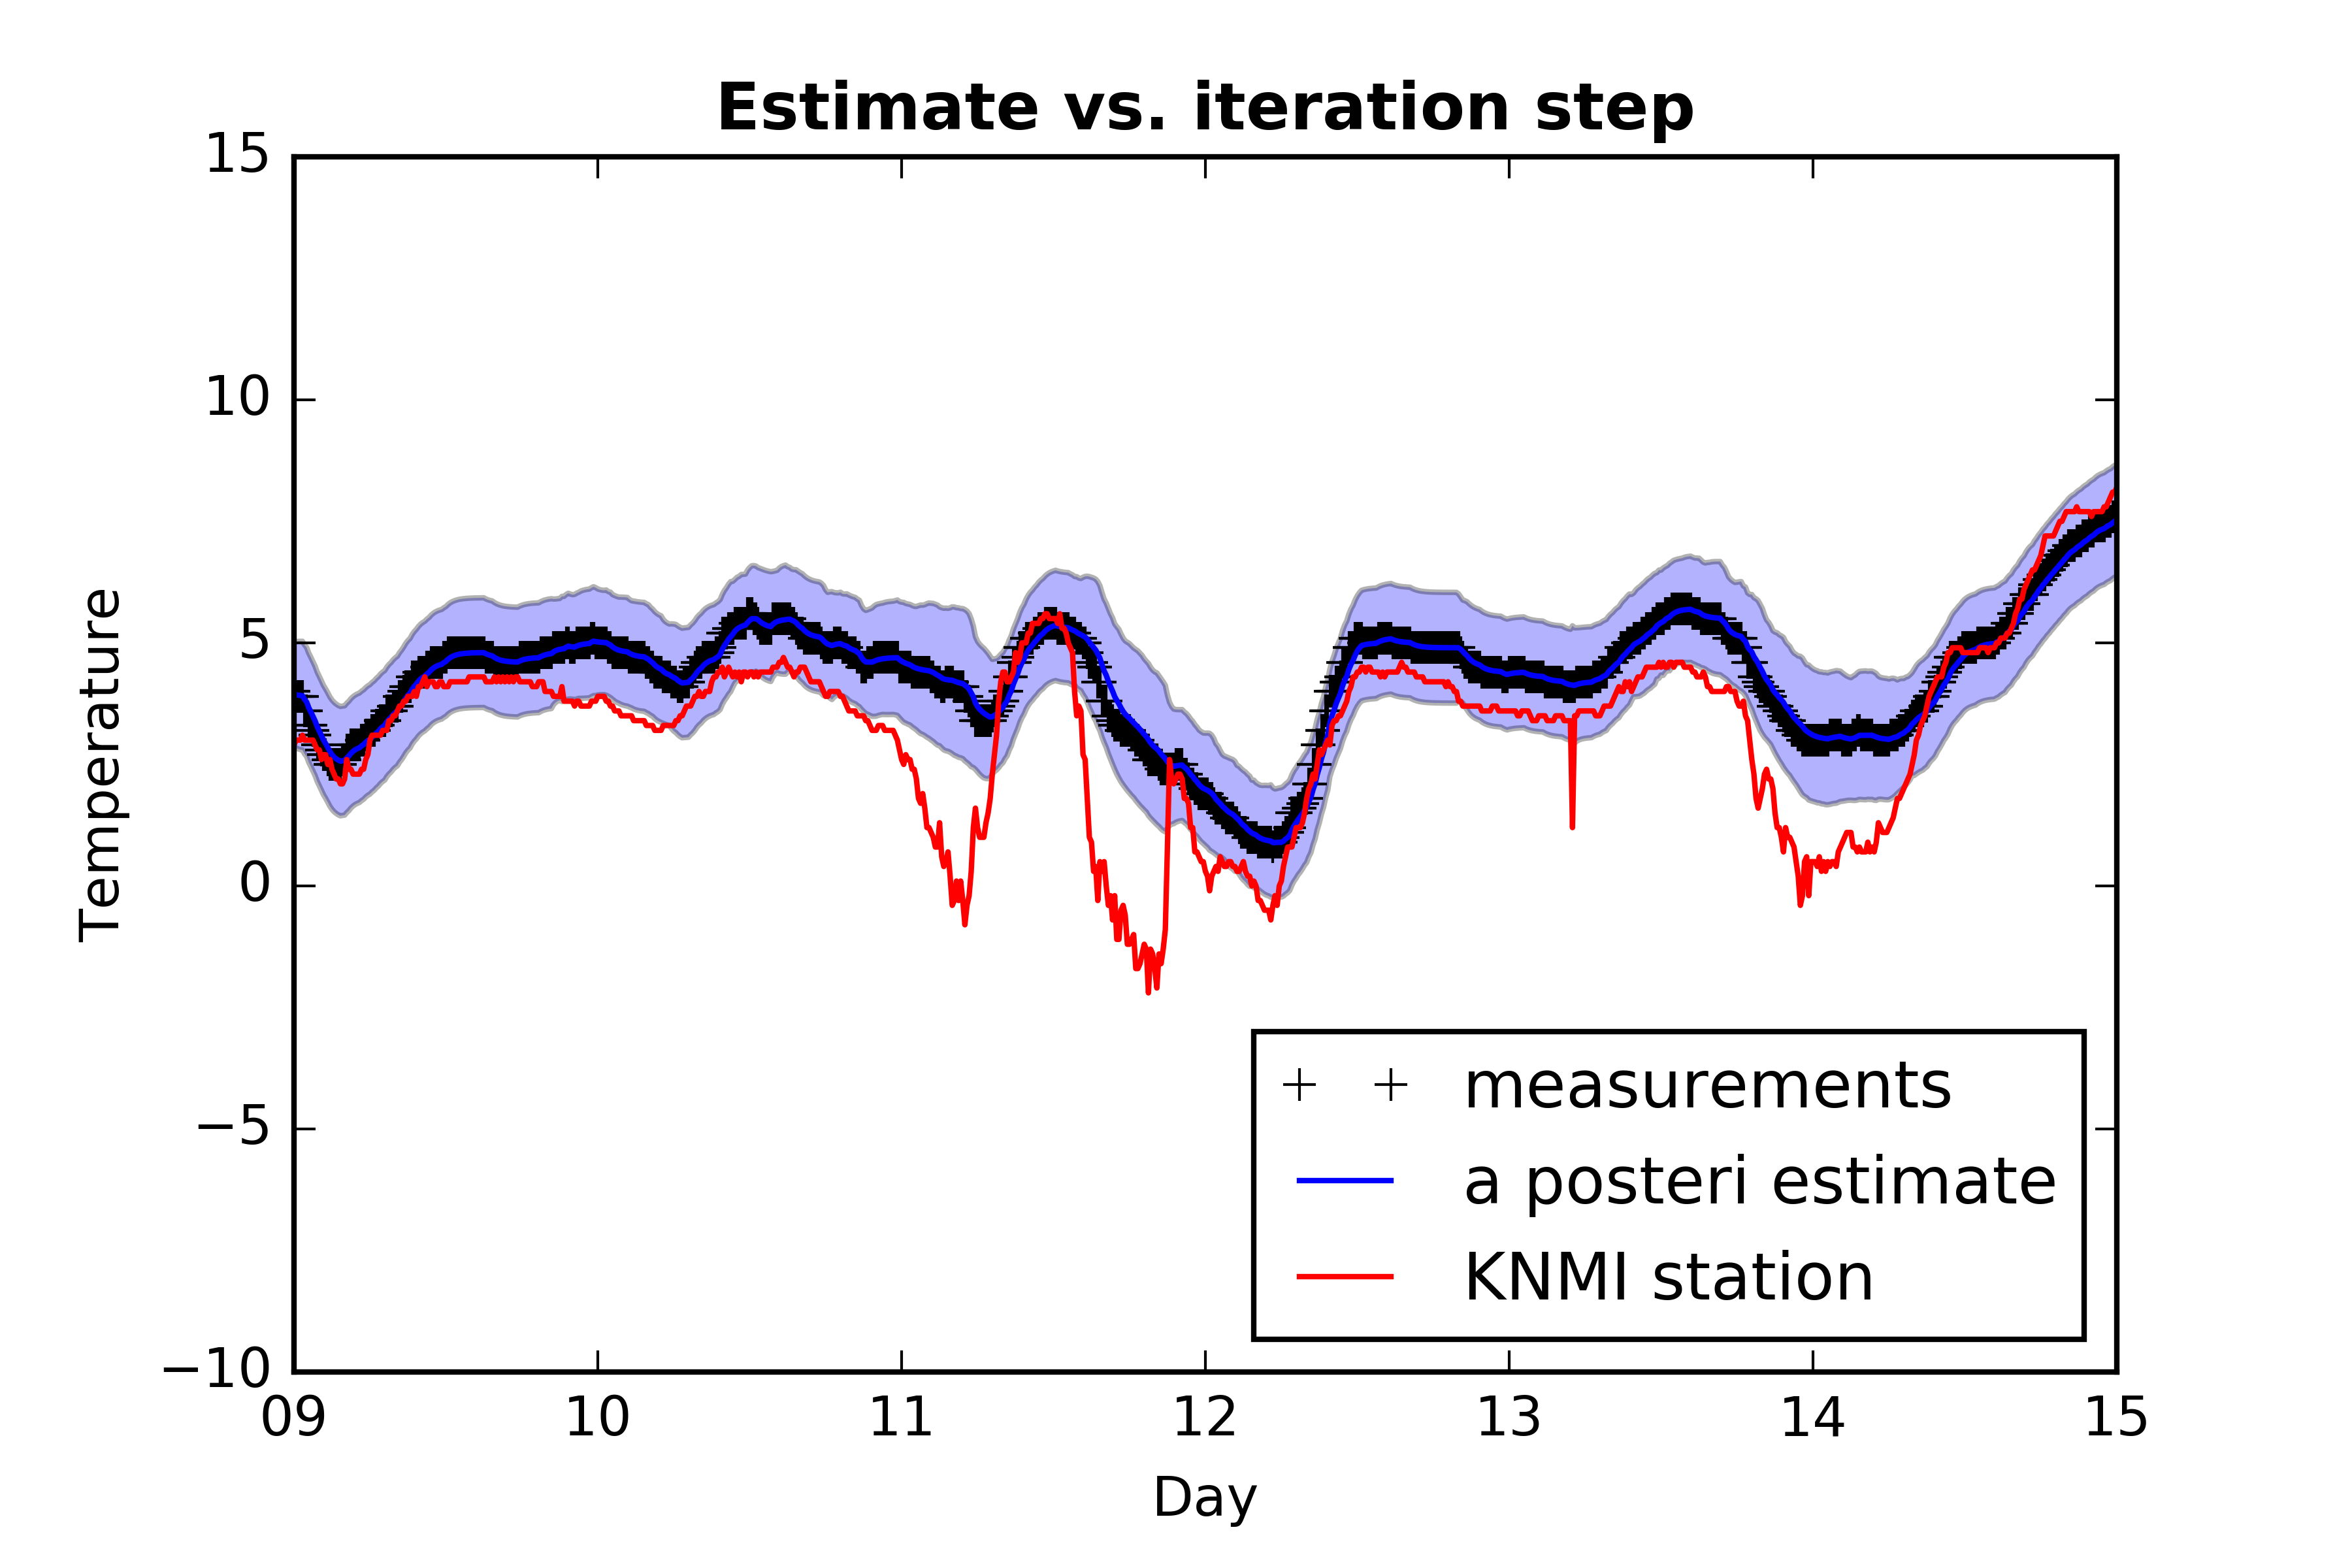 Estimate vs. iteration step
15
10
5
0
−5
−10
Temperature
measurements
a posteri estimate
KNMI station
09 10 11 12 13 14 15
Day